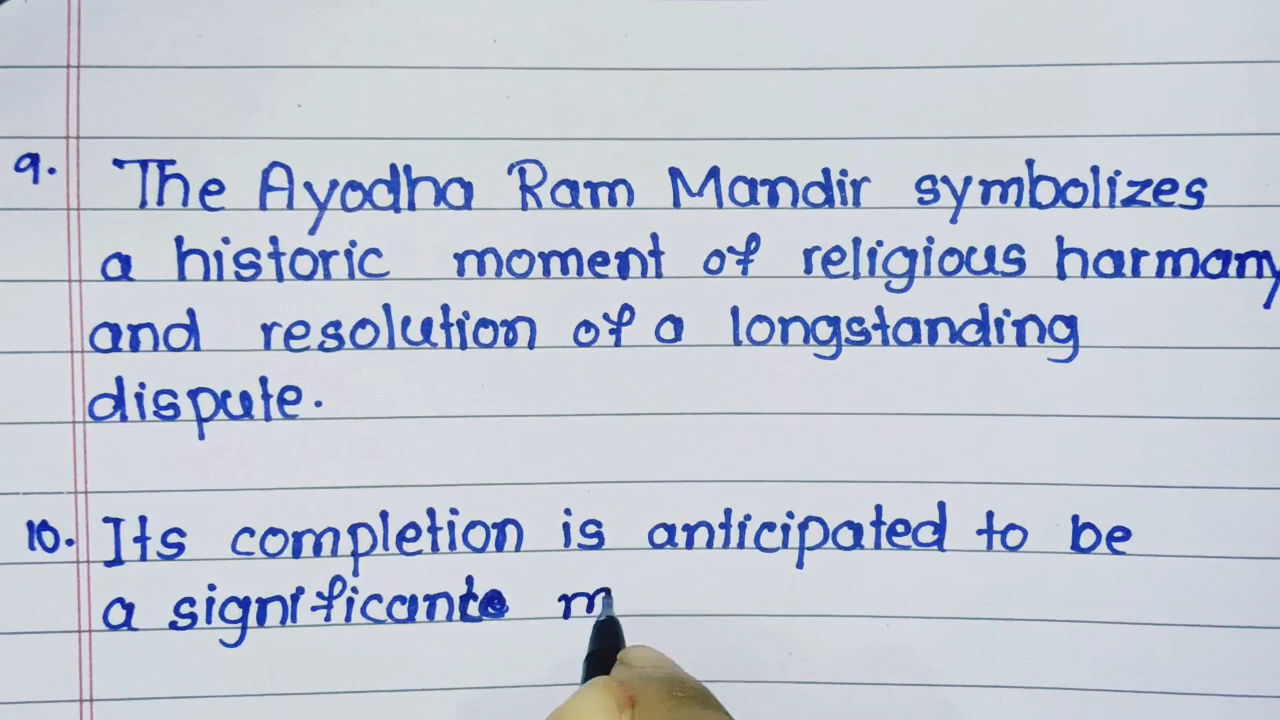 9. The Ayodha Ram Mandir symbolizes
a historic moment of religious harmany
and resolution of a longstanding
dispute.
10. Its completion is anticipated to be
a significante m